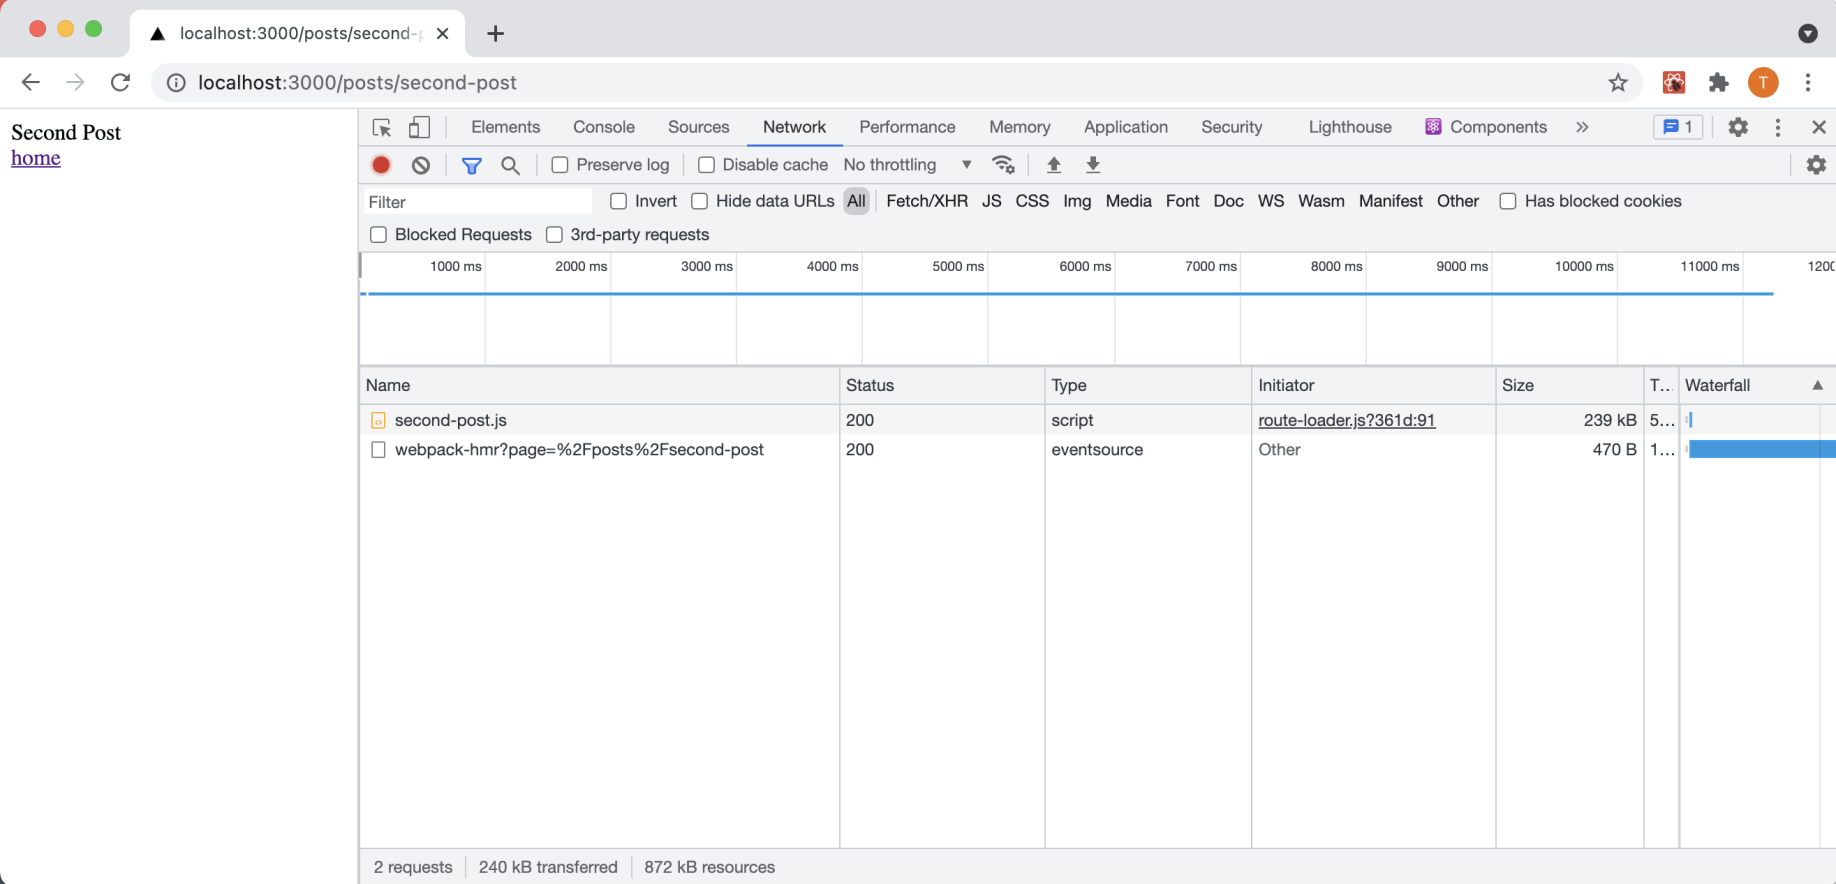 localhost:3000/posts/second-p
localhost:3000/posts/second-post
T
Second Post
home
Elements Console Sources Network Performance Memory Application Security Lighthouse Components » 1
Preserve log Disable cache No throttling
Filter Invert Hide data URLs All Fetch/XHR JS CSS Img Media Font Doc WS Wasm Manifest Other Has blocked cookies
Blocked Requests 3rd-party requests
1000 ms 2000 ms 3000 ms 4000 ms 5000 ms 6000 ms 7000 ms 8000 ms 9000 ms 10000 ms 11000 ms 1200
Name Status Type Initiator Size T... Waterfall
second-post.js 200 script route-loader.js?361d:91 239 kB 5...
webpack-hmr?page=%2Fposts%2Fsecond-post 200 eventsource Other 470 B 1...
2 requests 240 kB transferred 872 kB resources